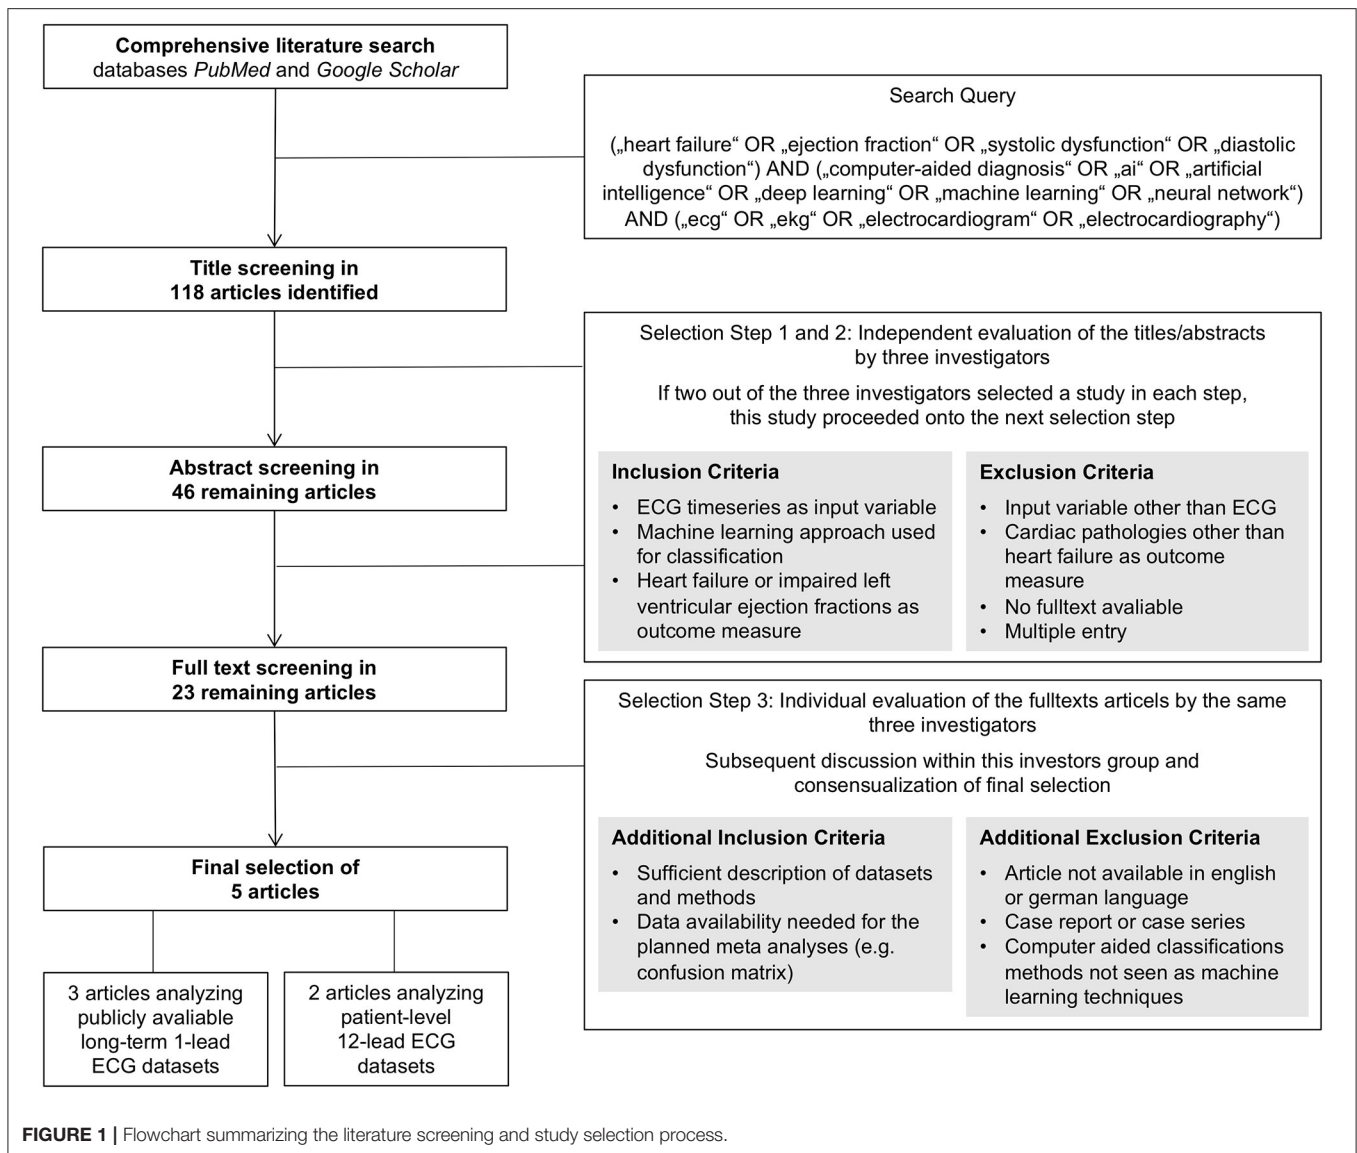 Comprehensive literature search
databases PubMed and Google Scholar
Search Query
(„heart failure“ OR „ejection fraction“ OR „systolic dysfunction“ OR „diastolic
dysfunction“) AND („computer-aided diagnosis“ OR „ai“ OR „artificial
intelligence“ OR „deep learning“ OR „machine learning“ OR „neural network“)
AND („ecg“ OR „ekg“ OR „electrocardiogram“ OR „electrocardiography“)
Title screening in
118 articles identified
Selection Step 1 and 2: Independent evaluation of the titles/abstracts
by three investigators
If two out of the three investigators selected a study in each step,
this study proceeded onto the next selection step
Abstract screening in
46 remaining articles
Inclusion Criteria
• ECG timeseries as input variable
• Machine learning approach used
for classification
• Heart failure or impaired left
ventricular ejection fractions as
outcome measure
Exclusion Criteria
• Input variable other than ECG
• Cardiac pathologies other than
heart failure as outcome
measure
• No fulltext avaliable
• Multiple entry
Full text screening in
23 remaining articles
Selection Step 3: Individual evaluation of the fulltexts articels by the same
three investigators
Subsequent discussion within this investors group and
consensualization of final selection
Additional Inclusion Criteria
• Sufficient description of datasets
and methods
• Data availability needed for the
planned meta analyses (e.g.
confusion matrix)
Additional Exclusion Criteria
• Article not available in english
or german language
• Case report or case series
• Computer aided classifications
methods not seen as machine
learning techniques
Final selection of
5 articles
3 articles analyzing
publicly avaliable
long-term 1-lead
ECG datasets
2 articles analyzing
patient-level
12-lead ECG
datasets
FIGURE 1 | Flowchart summarizing the literature screening and study selection process.